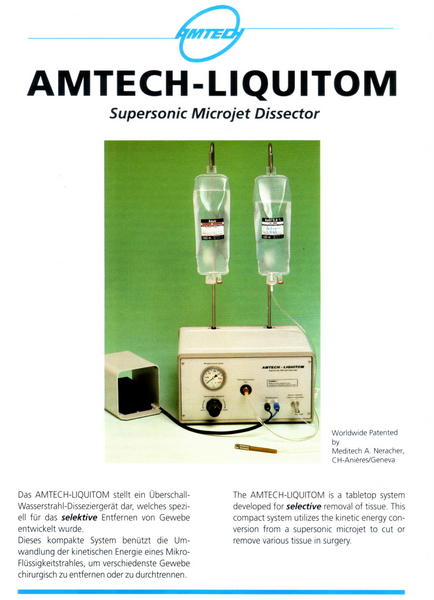 AMTECH
AMTECH-LIQUITOM
Supersonic Microjet Dissector
AMTECH - LIQUITOM
Worldwide Patented
by
Meditech A. Neracher,
CH-Anières/Geneva
Das AMTECH-LIQUITOM stellt ein Überschall-
Wasserstrahl-Disseziergerät dar, welches spezi-
ell für das selektive Entfernen von Gewebe
entwickelt wurde.
Dieses kompakte System benützt die Um-
wandlung der kinetischen Energie eines Mikro-
Flüssigkeitstrahles, um verschiedenste Gewebe
chirurgisch zu entfernen oder zu durchtrennen.
The AMTECH-LIQUITOM is a tabletop system
developed for selective removal of tissue. This
compact system utilizes the kinetic energy con-
version from a supersonic microjet to cut or
remove various tissue in surgery.